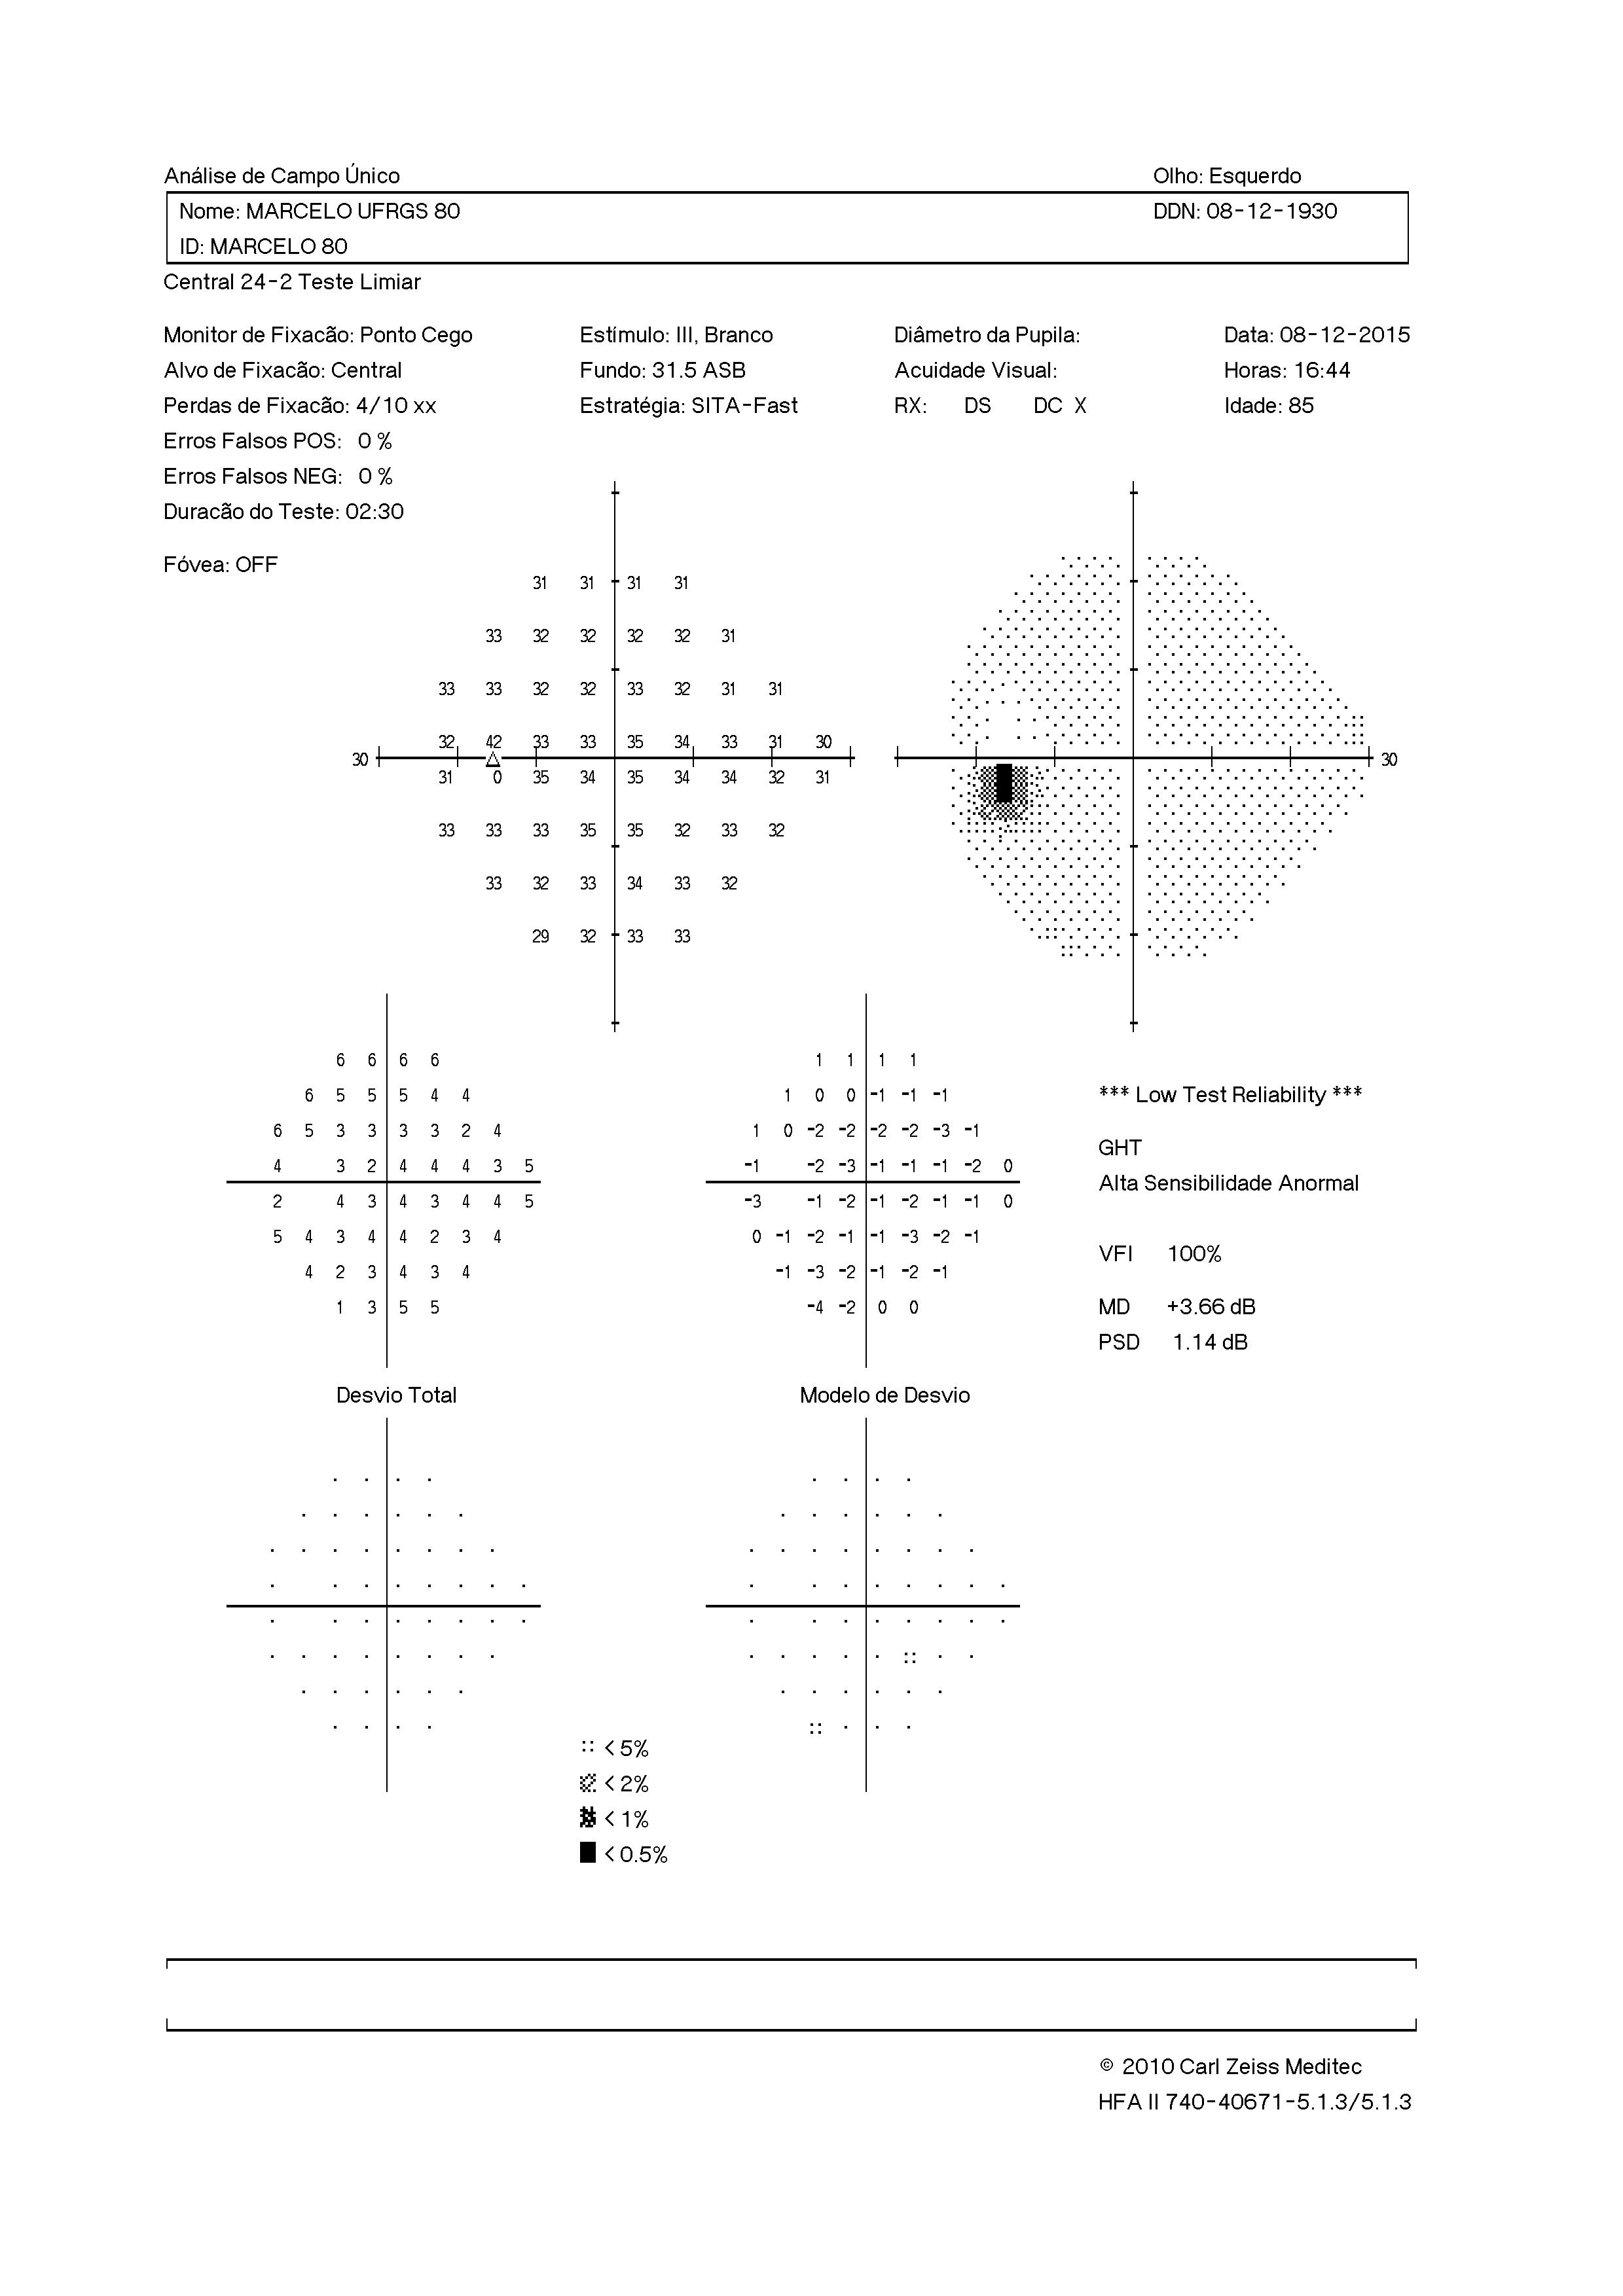 Análise de Campo Único Olho: Esquerdo
Nome: MARCELO UFRGS 80 DDN: 08-12-1930
ID: MARCELO 80
Central 24-2 Teste Limiar
Monitor de Fixacão: Ponto Cego Estímulo: III, Branco Diâmetro da Pupila: Data: 08-12-2015
Alvo de Fixacão: Central Fundo: 31.5 ASB Acuidade Visual: Horas: 16:44
Perdas de Fixacão: 4/10 xx Estratégia: SITA-Fast RX: DS DC X Idade: 85
Erros Falsos POS: 0 %
Erros Falsos NEG: 0 %
Duracão do Teste: 02:30
Fóvea: OFF
31 31 31 31
33 32 32 32 32 31
33 33 32 32 33 32 31 31
32 42 33 33 35 34 33 31 30
30 30
31 0 35 34 35 34 34 32 31
33 33 33 35 35 32 33 32
33 32 33 34 33 32
29 32 33 33
6 6 6 6 1 1 1 1
6 5 5 5 4 4 1 0 0 -1 -1 -1 *** Low Test Reliability ***
6 5 3 3 3 3 2 4 1 0 -2 -2 -2 -2 -3 -1
GHT
4 3 2 4 4 4 3 5 -1 -2 -3 -1 -1 -1 -2 0
Alta Sensibilidade Anormal
2 4 3 4 3 4 4 5 -3 -1 -2 -1 -2 -1 -1 0
5 4 3 4 4 2 3 4 0 -1 -2 -1 -1 -3 -2 -1
VFI 100%
4 2 3 4 3 4 -1 -3 -2 -1 -2 -1
1 3 5 5 -4 -2 0 0 MD +3.66 dB
PSD 1.14 dB
Desvio Total Modelo de Desvio
< 5%
< 2%
< 1%
< 0.5%
© 2010 Carl Zeiss Meditec
HFA II 740-40671-5.1.3/5.1.3